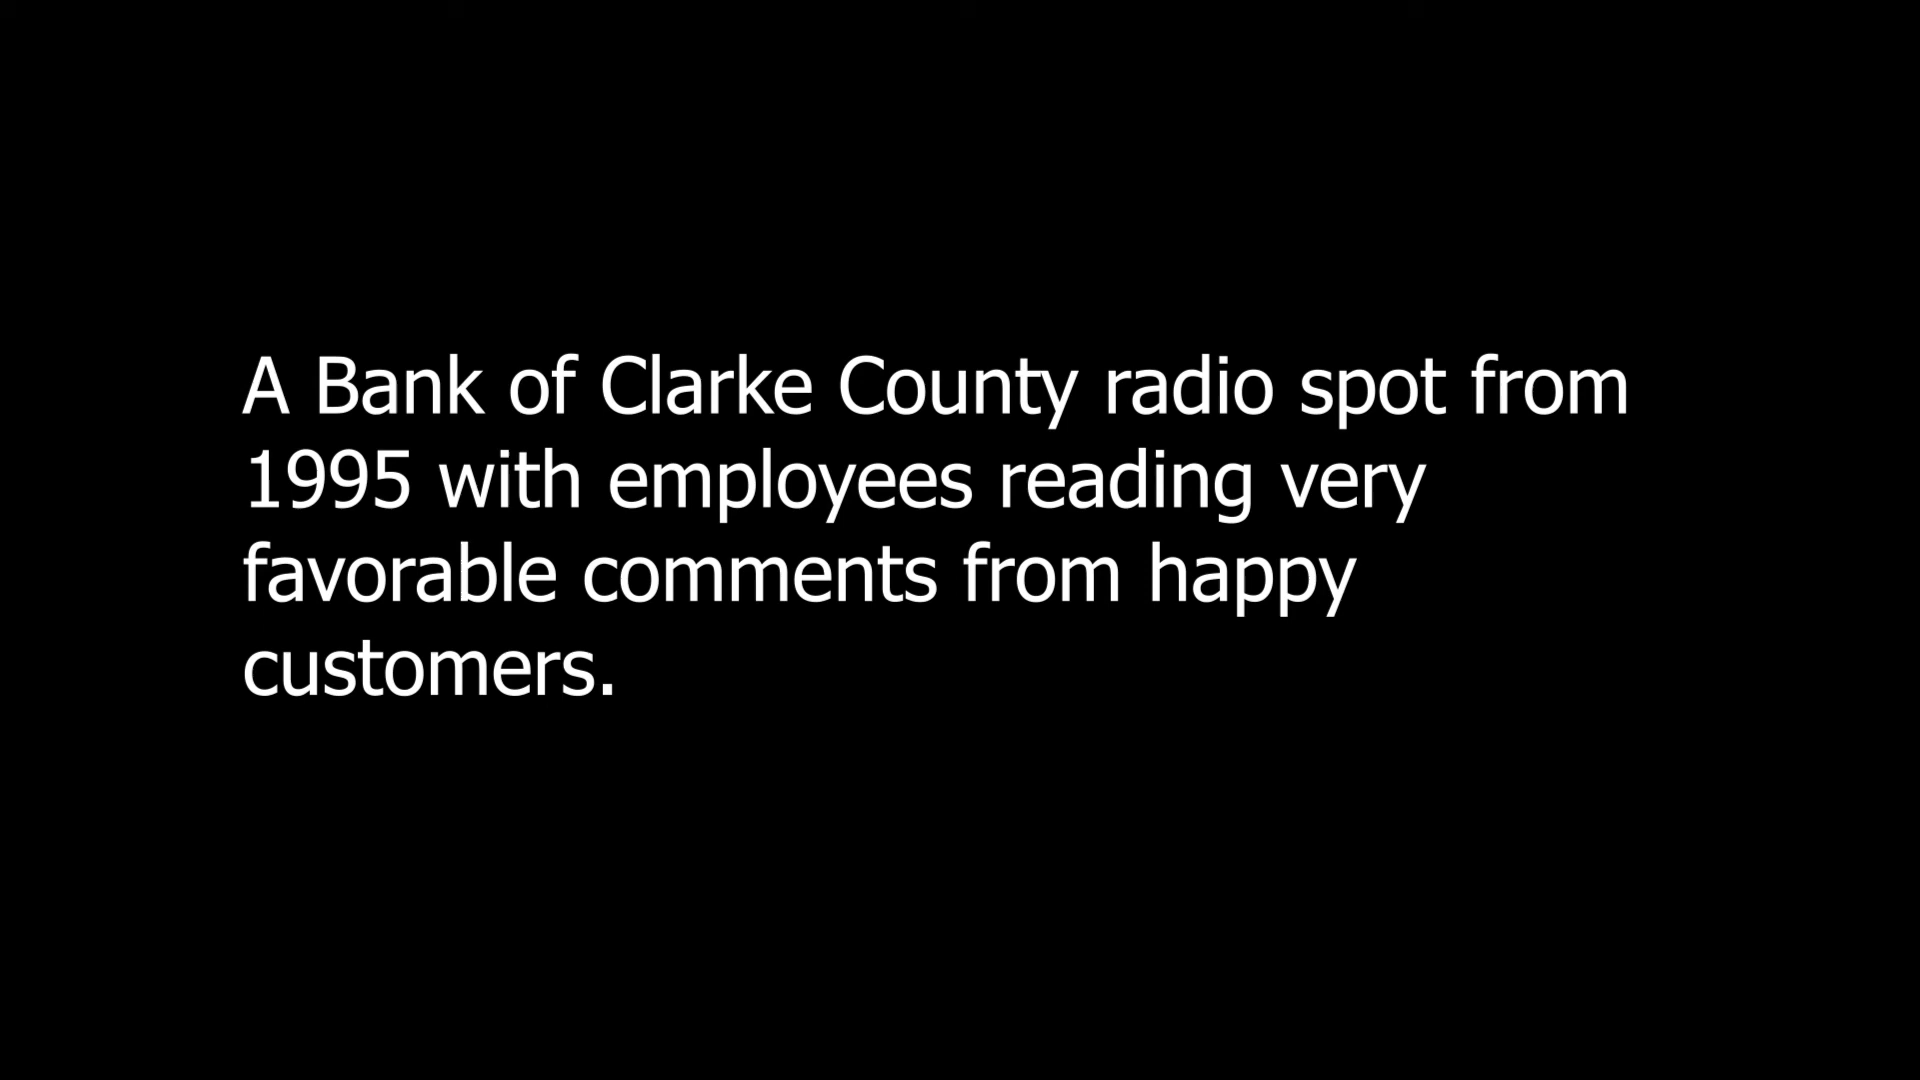 A Bank of Clarke County radio spot from
1995 with employees reading very
favorable comments from happy
customers.